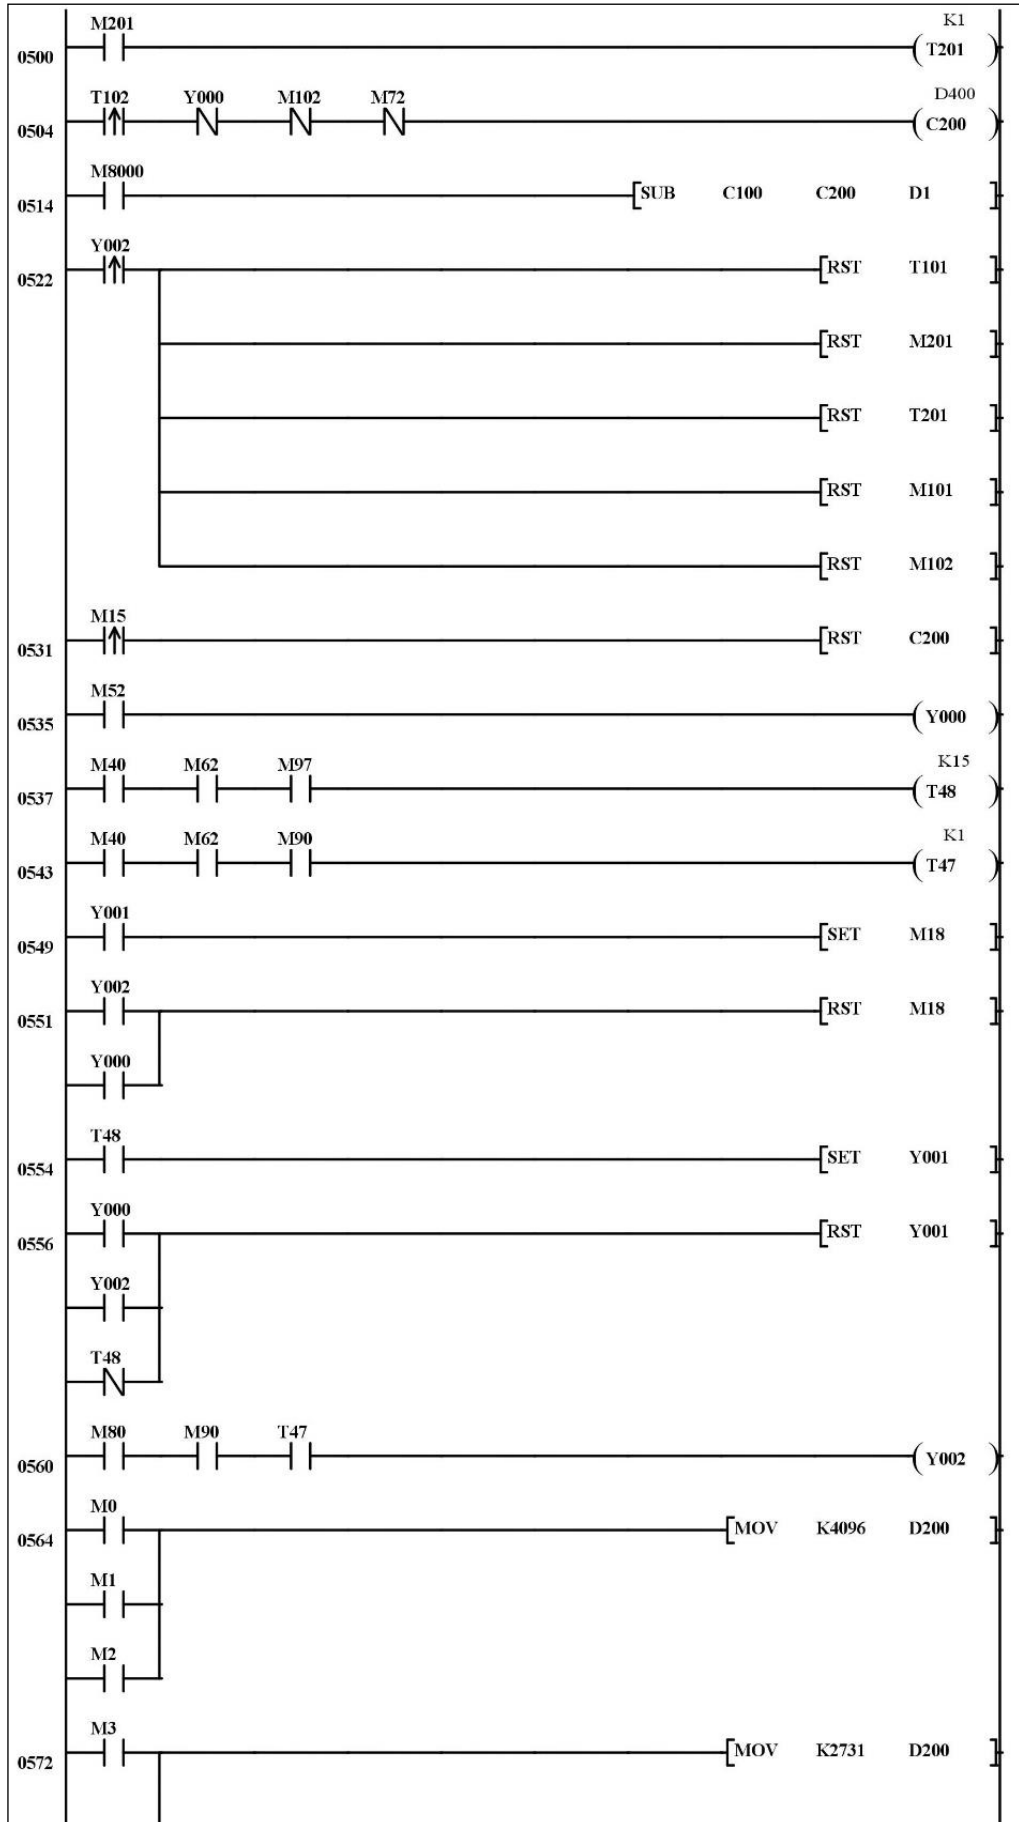 M201 K1
0500 T201
T102 Y000 M102 M72 D400
0504 C200
M8000
0514 SUB C100 C200 D1
Y002
0522 RST T101
RST M201
RST T201
RST M101
RST M102
M15
0531 RST C200
M52
0535 Y000
M40 M62 M97 K15
0537 T48
M40 M62 M90 K1
0543 T47
Y001
0549 SET M18
Y002
0551 RST M18
Y000
T48
0554 SET Y001
Y000
0556 RST Y001
Y002
T48
M80 M90 T47
0560 Y002
M0
0564 MOV K4096 D200
M1
M2
M3
0572 MOV K2731 D200